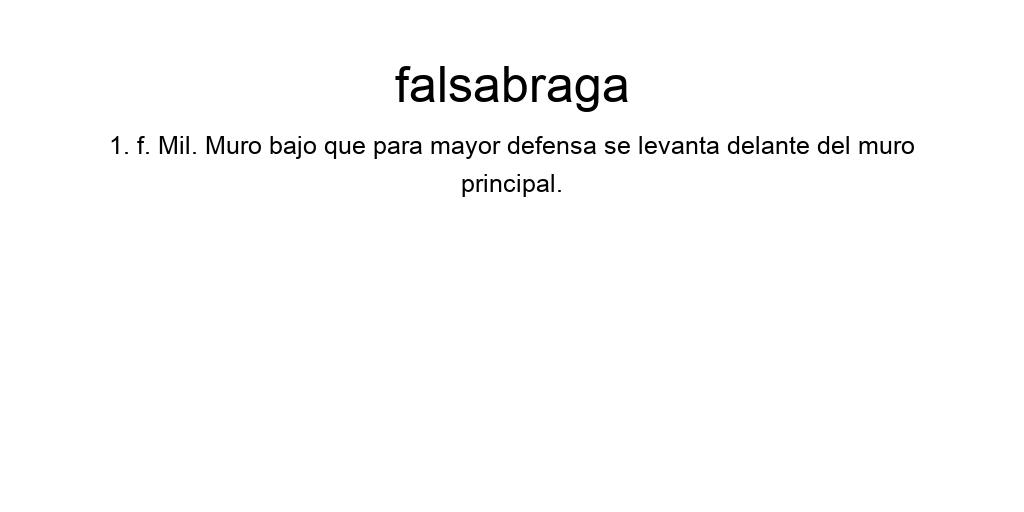 falsabraga
1. f. Mil. Muro bajo que para mayor defensa se levanta delante del muro
principal.